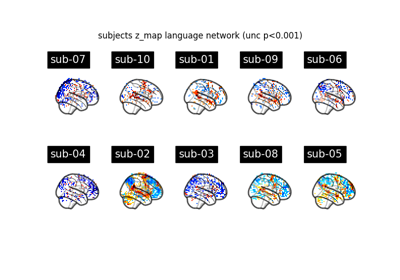 subjects z_map language network (unc p<0.001)
sub-07 sub-10 sub-01 sub-09 sub-06
sub-04 sub-02 sub-03 sub-08 sub-05